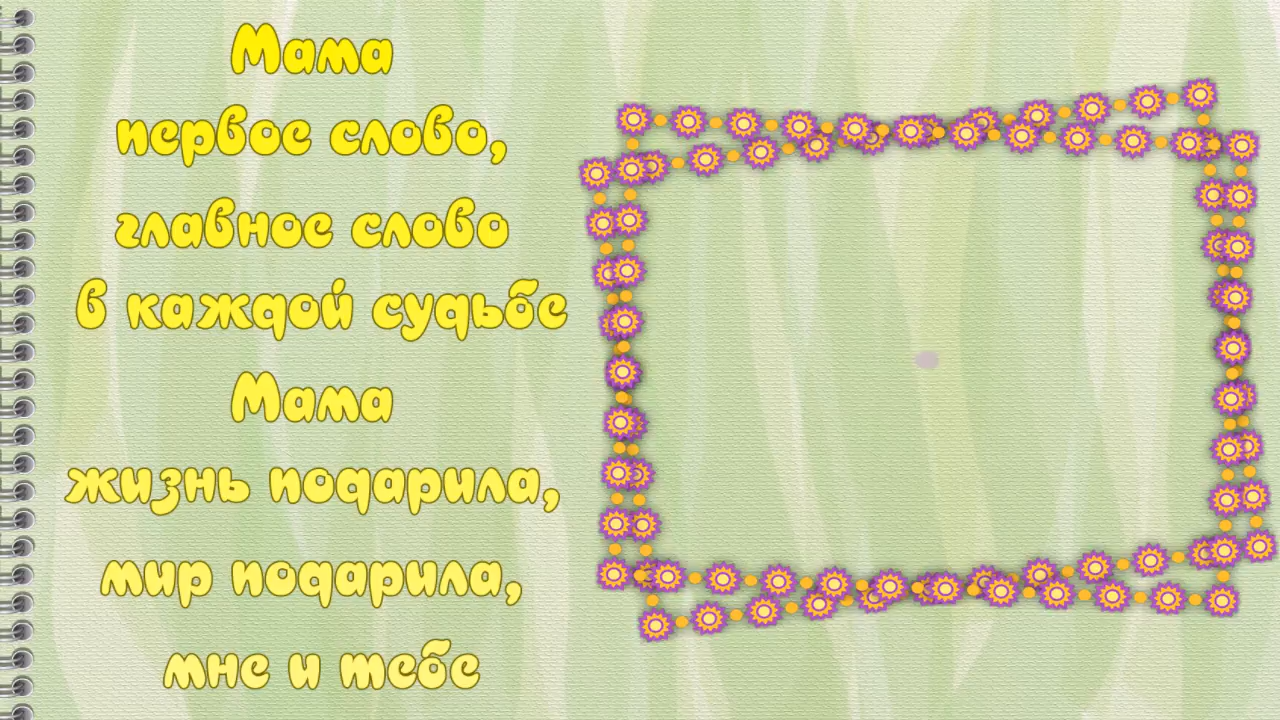 Мама
первое слово,
главное слово
в каждой судьбе
Мама
жизнь подарила,
мир подарила,
мне и тебе